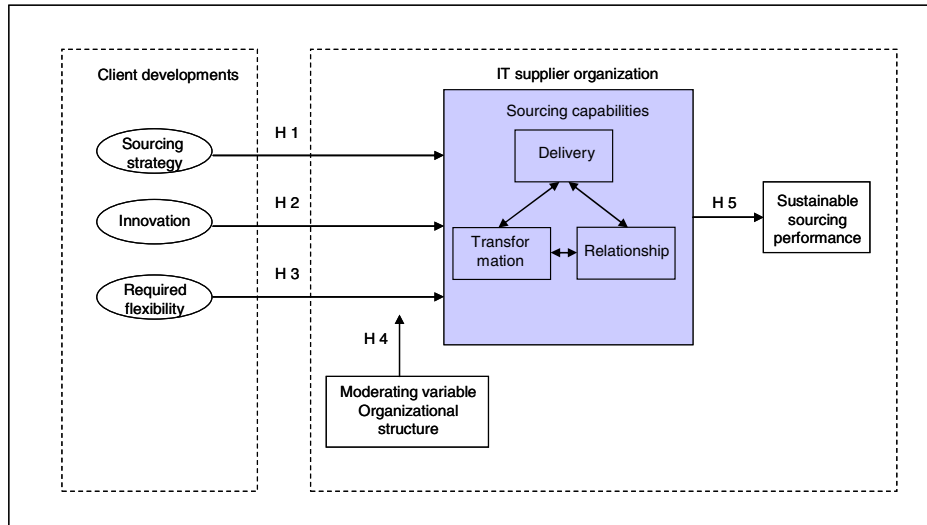 Client developments
IT supplier organization
Sourcing capabilities
H 1
Sourcing
strategy
Delivery
H 2
Innovation
H 5
Sustainable
sourcing
performance
Transfor
mation
Relationship
H 3
Required
flexibility
H 4
Moderating variable
Organizational
structure